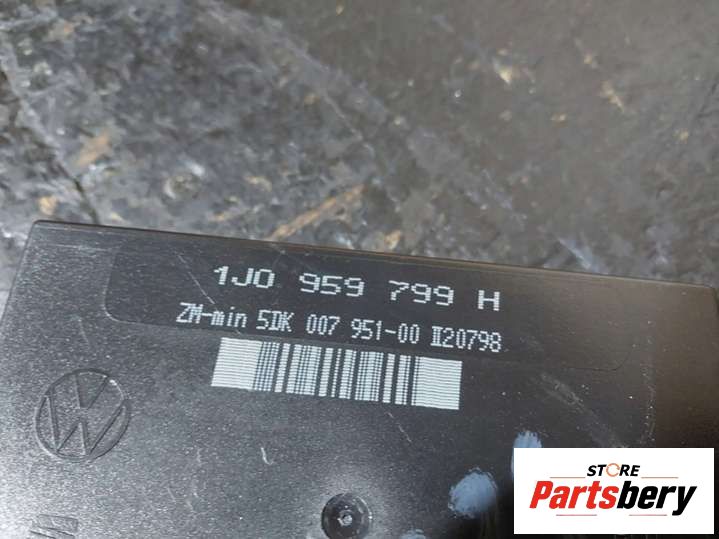 1J0 959 799 H
ZM-min 5DK 007 951-00 II20798
STORE
Partsbery